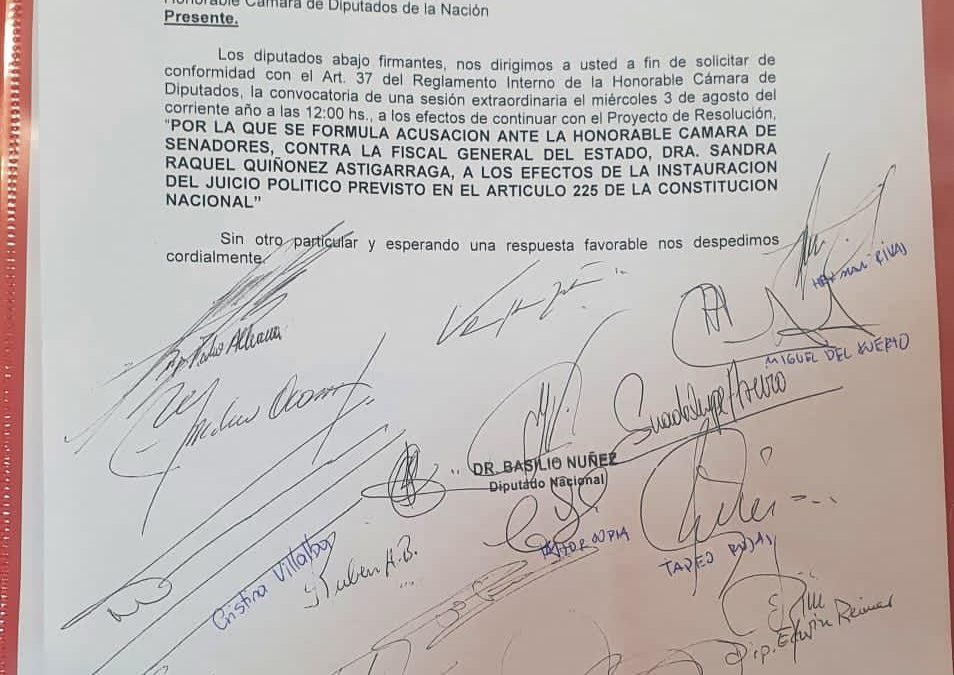 Honorable Cámara de Diputados de la Nación
Presente.
Los diputados abajo firmantes, nos dirigimos a usted a fin de solicitar de
conformidad con el Art. 37 del Reglamento Interno de la Honorable Cámara de
Diputados, la convocatoria de una sesión extraordinaria el miércoles 3 de agosto del
corriente año a las 12:00 hs., a los efectos de continuar con el Proyecto de Resolución,
"POR LA QUE SE FORMULA ACUSACION ANTE LA HONORABLE CAMARA DE
SENADORES, CONTRA LA FISCAL GENERAL DEL ESTADO, DRA. SANDRA
RAQUEL QUIÑONEZ ASTIGARRAGA, A LOS EFECTOS DE LA INSTAURACION
DEL JUICIO POLITICO PREVISTO EN EL ARTICULO 225 DE LA CONSTITUCION
NACIONAL"
Sin otro particular y esperando una respuesta favorable nos despedimos
cordialmente.
RIVAS
MIGUEL DEL PUERTO
DR. BASILIO NUÑEZ
Diputado Nacional
Cristina Villalba
Ruben A.B.
TADEO ROJAS
Dip. Edwin Reimer